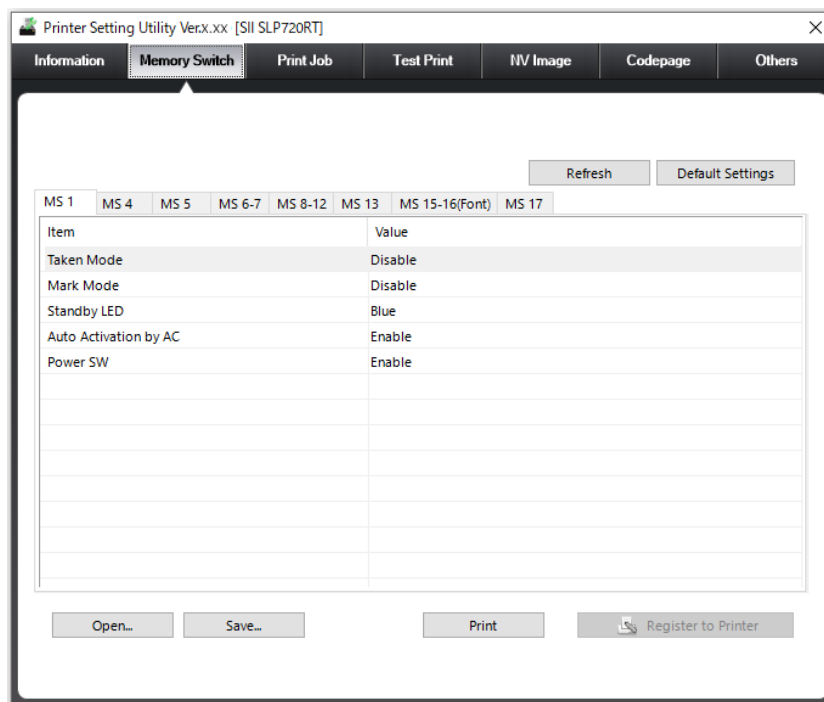 Printer Setting Utility Ver.x.xx [SII SLP720RT]
Information Memory Switch Print Job Test Print NV Image Codepage Others
Refresh Default Settings
MS 1 MS 4 MS 5 MS 6-7 MS 8-12 MS 13 MS 15-16(Font) MS 17
Item Value
Taken Mode Disable
Mark Mode Disable
Standby LED Blue
Auto Activation by AC Enable
Power SW Enable
Open... Save... Print Register to Printer